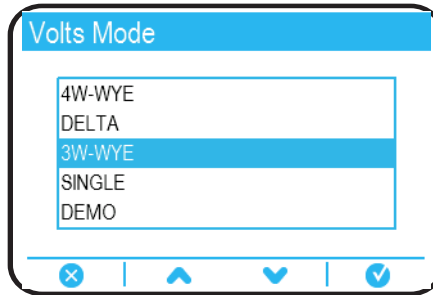 Volts Mode
4W-WYE
DELTA
3W-WYE
SINGLE
DEMO